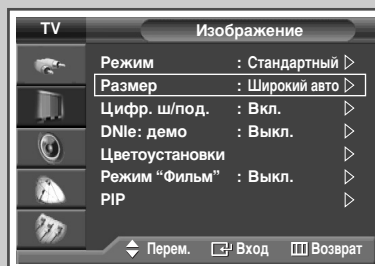 TV Изображение
Режим : Стандартный
Размер : Широкий авто
Цифр. ш/под. : Вкл.
DNIe: демо : Выкл.
Цветоустановки
Режим “Фильм” : Выкл.
PIP
Перем. Вход Возврат